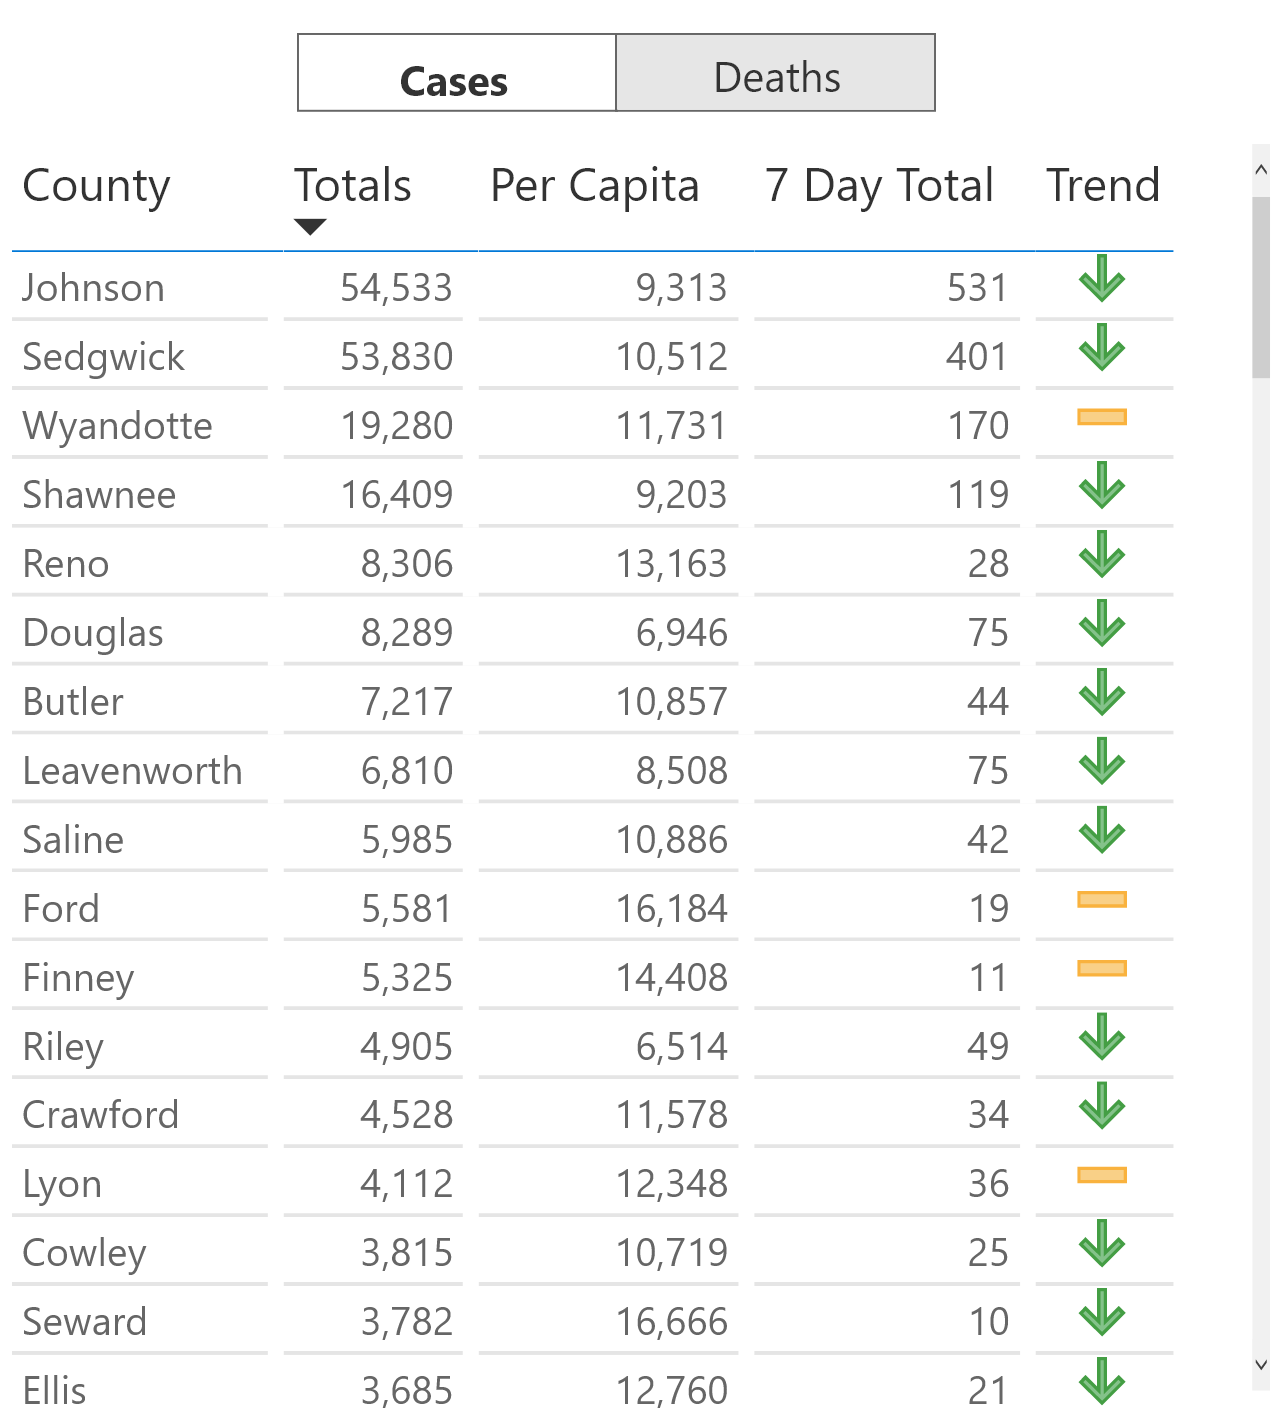 Cases Deaths
County Totals Per Capita 7 Day Total Trend
Johnson 54,533 9,313 531
Sedgwick 53,830 10,512 401
Wyandotte 19,280 11,731 170
Shawnee 16,409 9,203 119
Reno 8,306 13,163 28
Douglas 8,289 6,946 75
Butler 7,217 10,857 44
Leavenworth 6,810 8,508 75
Saline 5,985 10,886 42
Ford 5,581 16,184 19
Finney 5,325 14,408 11
Riley 4,905 6,514 49
Crawford 4,528 11,578 34
Lyon 4,112 12,348 36
Cowley 3,815 10,719 25
Seward 3,782 16,666 10
Ellis 3,685 12,760 21